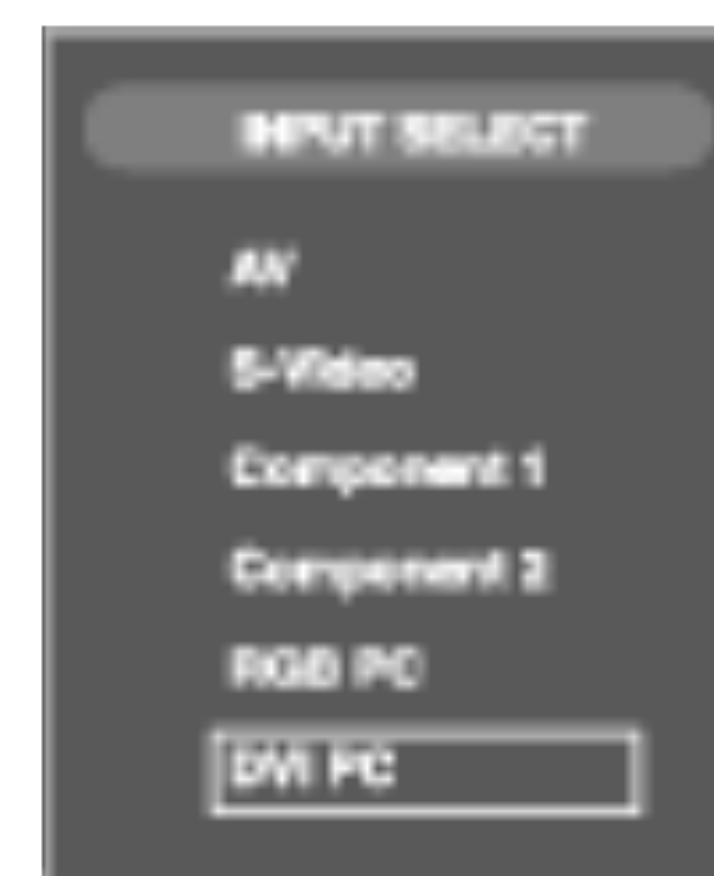 INPUT SELECT
AV
S-Video
Component 1
Component 2
RGB PC
DVI PC